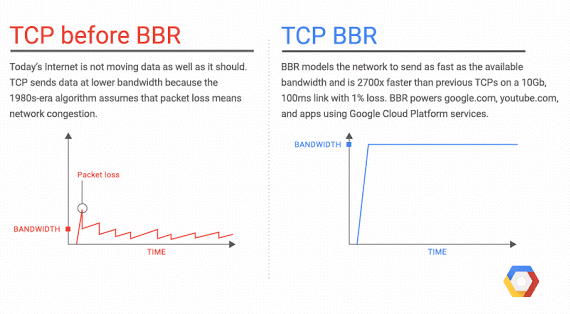 TCP before BBR
Today's Internet is not moving data as well as it should.
TCP sends data at lower bandwidth because the
1980s-era algorithm assumes that packet loss means
network congestion.
Packet loss
BANDWIDTH
TIME
TCP BBR
BBR models the network to send as fast as the available
bandwidth and is 2700x faster than previous TCPs on a 10Gb,
100ms link with 1% loss. BBR powers google.com, youtube.com,
and apps using Google Cloud Platform services.
BANDWIDTH
TIME